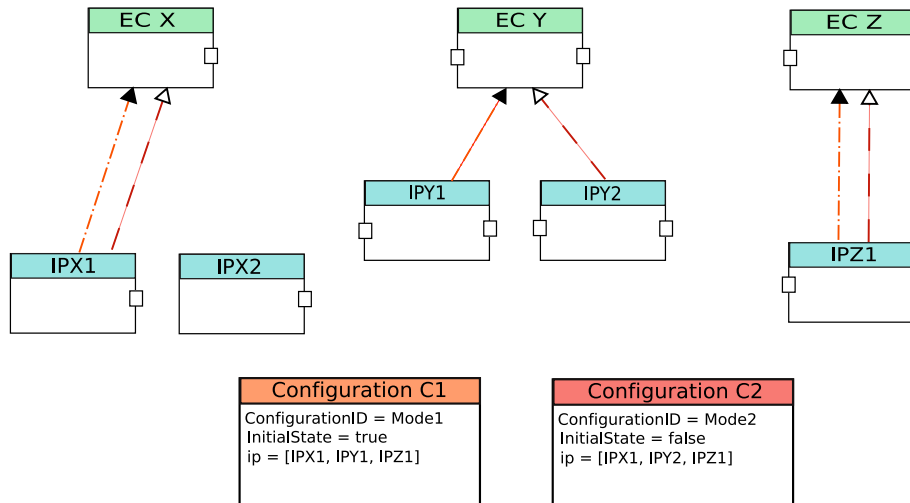 EC X
EC Y
EC Z
IPY1
IPY2
IPX1
IPX2
IPZ1
Configuration C1
ConfigurationID = Mode1
InitialState = true
ip = [IPX1, IPY1, IPZ1]
Configuration C2
ConfigurationID = Mode2
InitialState = false
ip = [IPX1, IPY2, IPZ1]